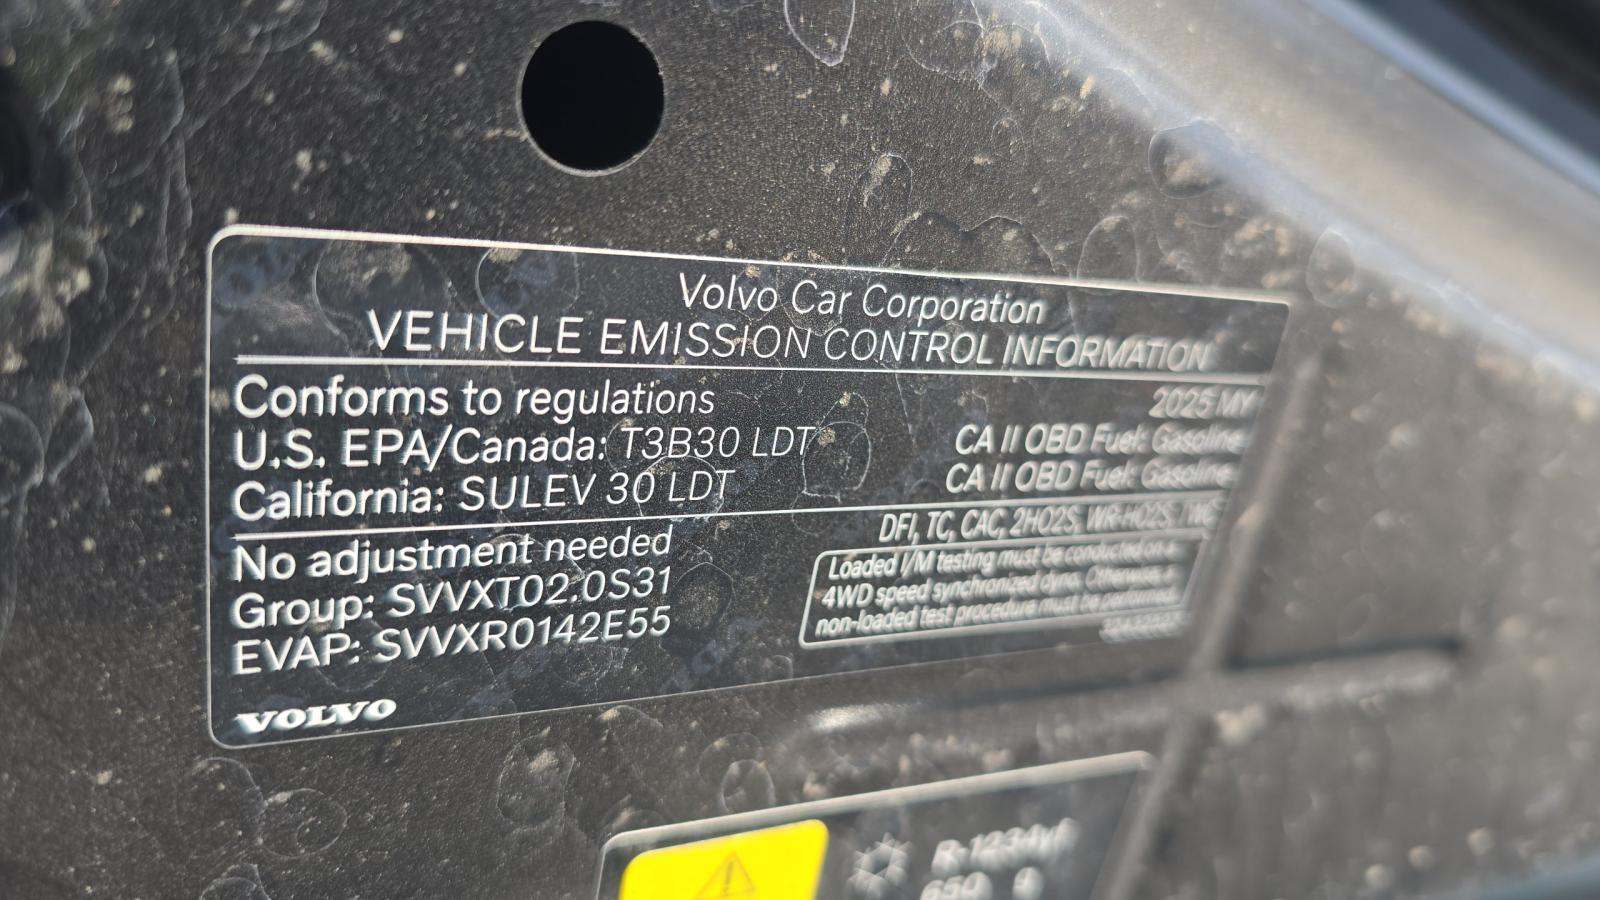 Volvo Car Corporation
VEHICLE EMISSION CONTROL INFORMATION
Conforms to regulations 2025 MY
U.S. EPA/Canada: T3B30 LDT CA II OBD Fuel: Gasoline
California: SULEV 30 LDT CA II OBD Fuel: Gasoline
No adjustment needed DFI, TC, CAC, 2HO2S, WR-HO2S, TWC
Group: SVVXT02.0S31
EVAP: SVVXR0142E55
Loaded I/M testing must be conducted on a
4WD speed synchronized dyno. Otherwise, a
non-loaded test procedure must be performed.
VOLVO
R-1234yf
650 g